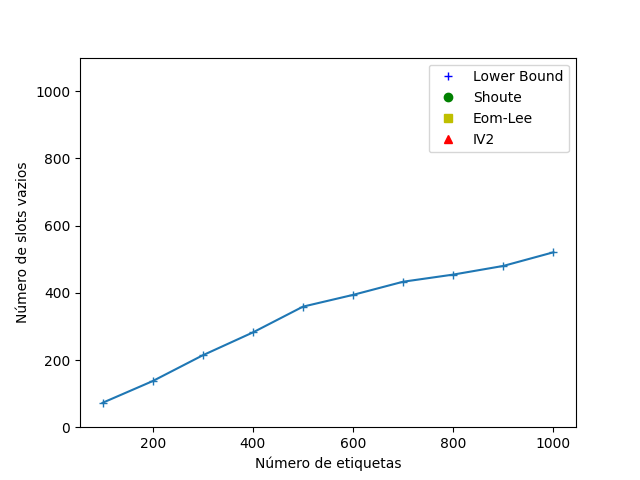 Lower Bound
Shoute
Eom-Lee
IV2
1000
800
600
400
200
0
Número de slots vazios
200 400 600 800 1000
Número de etiquetas